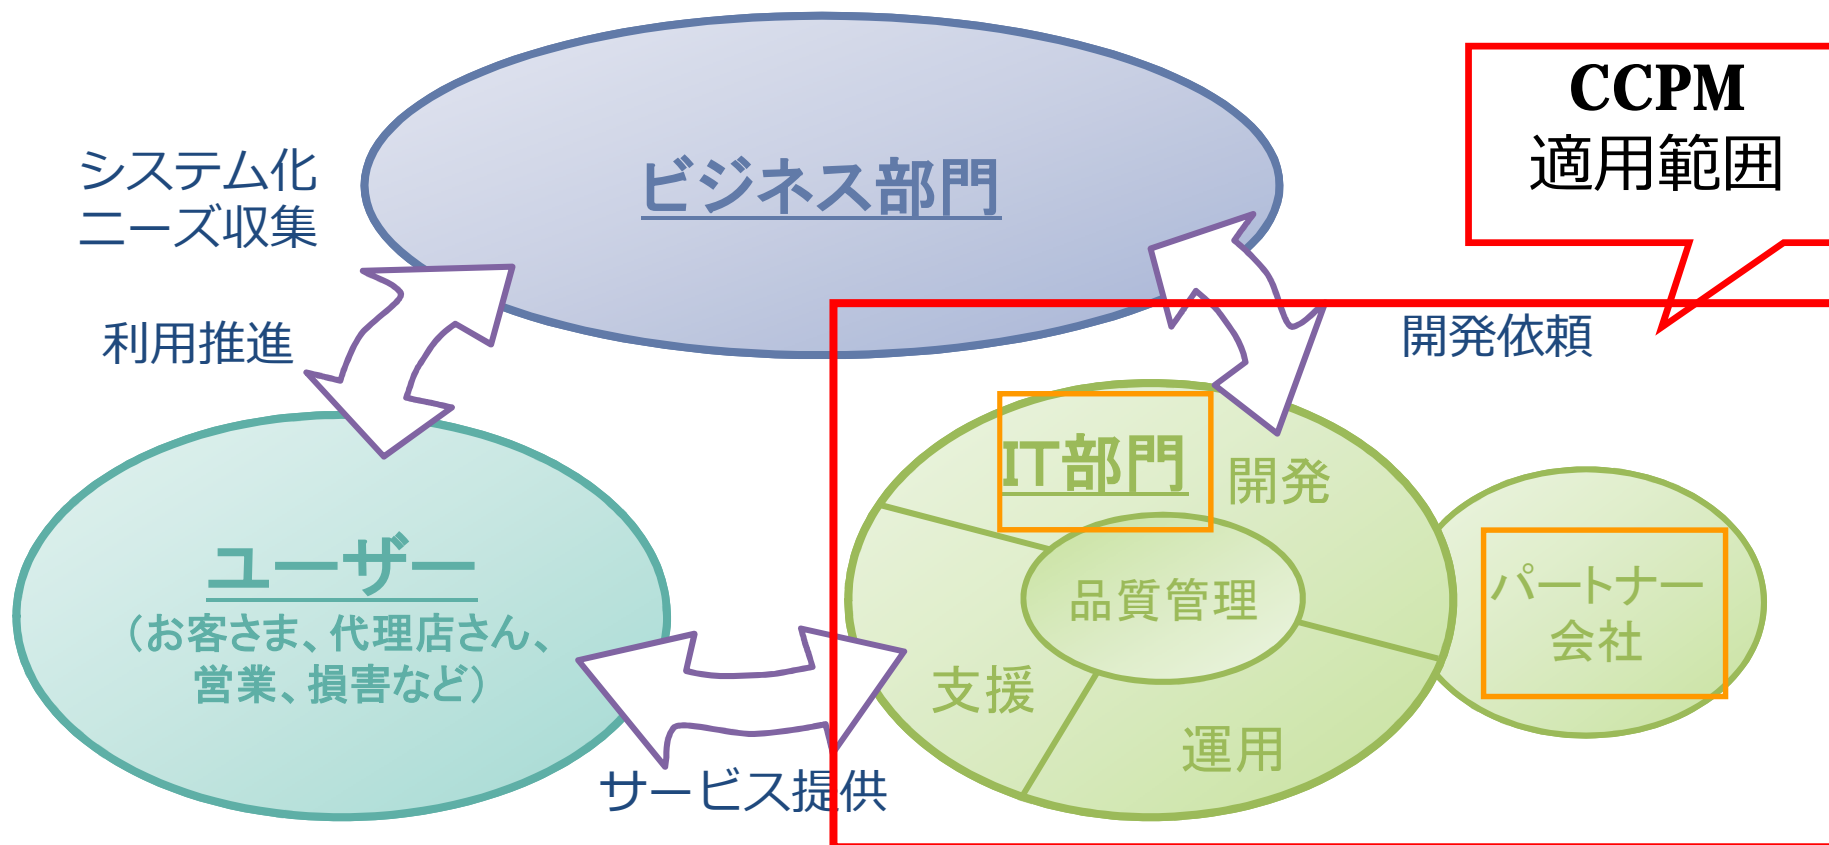 CCPM
適用範囲
ビジネス部門
システム化
ニーズ収集
利用推進
開発依頼
IT部門
開発
品質管理
支援
運用
パートナー
会社
ユーザー
（お客さま、代理店さん、
営業、損害など）
サービス提供